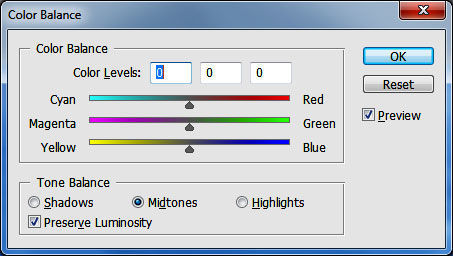 Color Balance
Color Balance
Color Levels: 0 0 0
Cyan Red
Magenta Green
Yellow Blue
Tone Balance
Shadows Midtones Highlights
Preserve Luminosity
OK
Reset
Preview